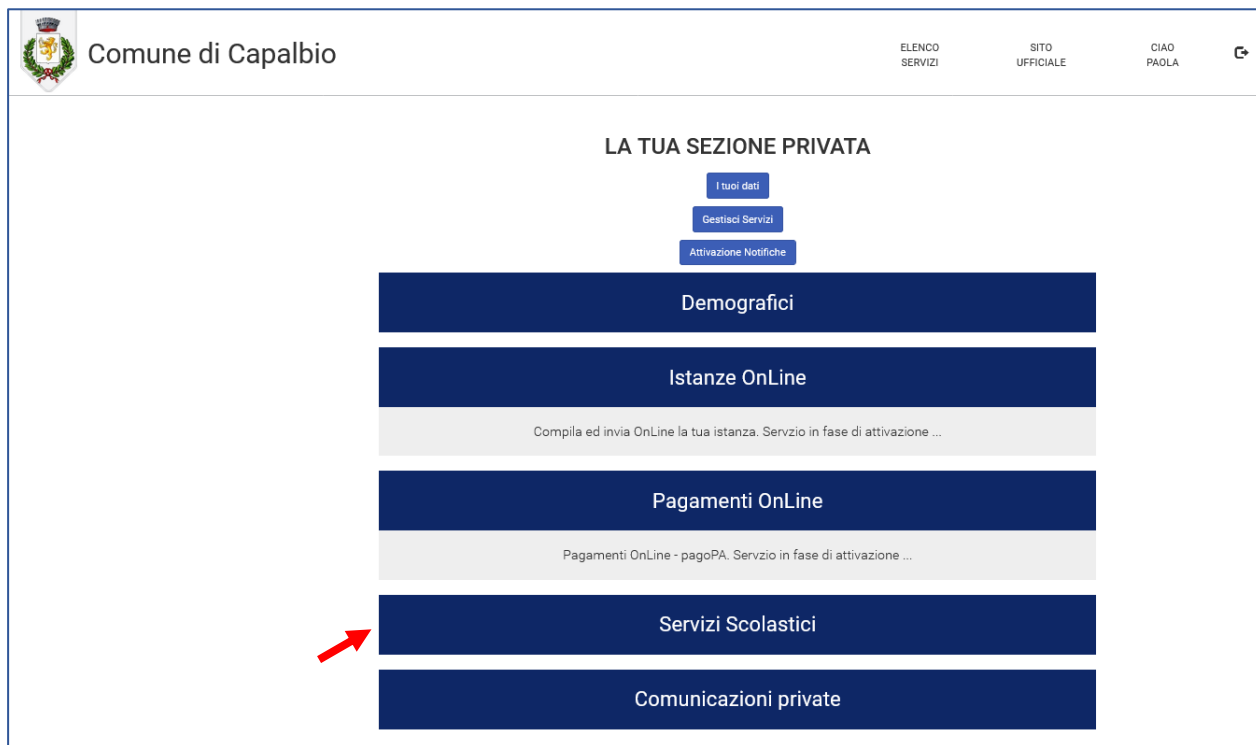 Comune di Capalbio
ELENCO
SERVIZI
SITO
UFFICIALE
CIAO
PAOLA
LA TUA SEZIONE PRIVATA
I tuoi dati
Gestisci Servizi
Attivazione Notifiche
Demografici
Istanze OnLine
Compila ed invia OnLine la tua istanza. Servzio in fase di attivazione ...
Pagamenti OnLine
Pagamenti OnLine - pagoPA. Servzio in fase di attivazione ...
Servizi Scolastici
Comunicazioni private